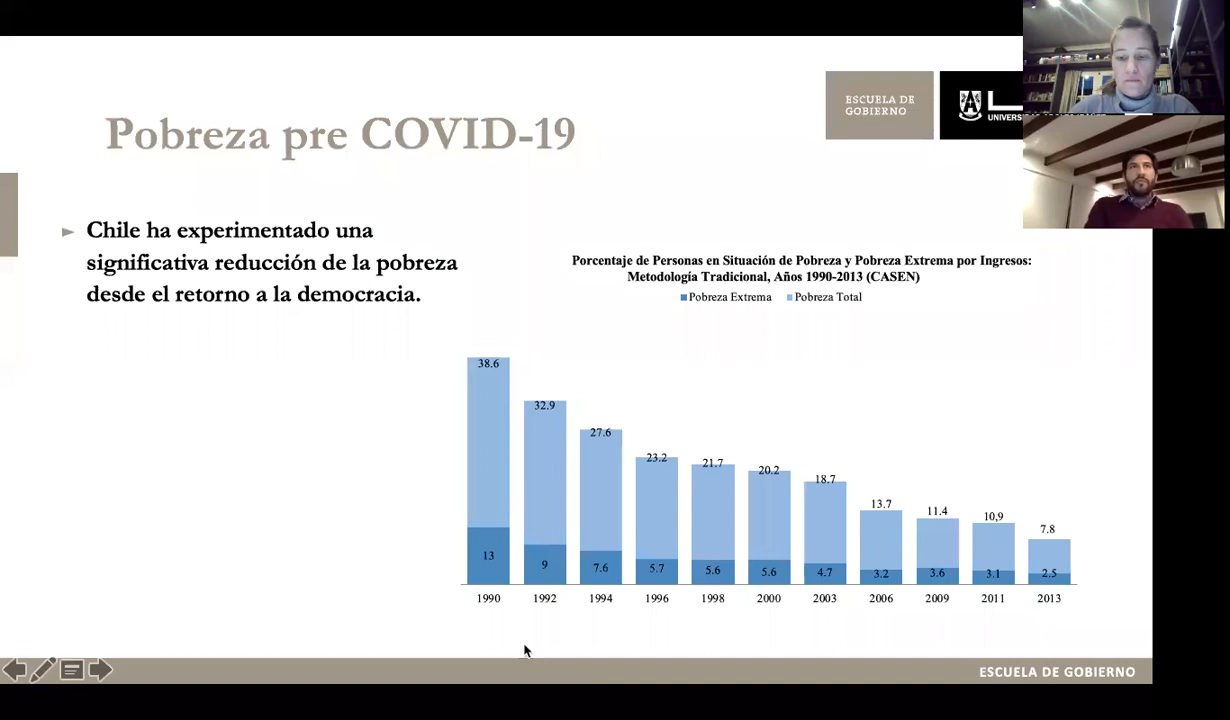 ESCUELA DE
GOBIERNO
Pobreza pre COVID-19
Chile ha experimentado una
significativa reducción de la pobreza
desde el retorno a la democracia.
Porcentaje de Personas en Situación de Pobreza y Pobreza Extrema por Ingresos:
Metodología Tradicional, Años 1990-2013 (CASEN)
Pobreza Extrema Pobreza Total
38.6
32.9
27.6
23.2
21.7
20.2
18.7
13.7
11.4
10,9
7.8
13
9
7.6
5.7
5.6
5.6
4.7
3.2
3.6
3.1
2.5
1990 1992 1994 1996 1998 2000 2003 2006 2009 2011 2013
ESCUELA DE GOBIERNO